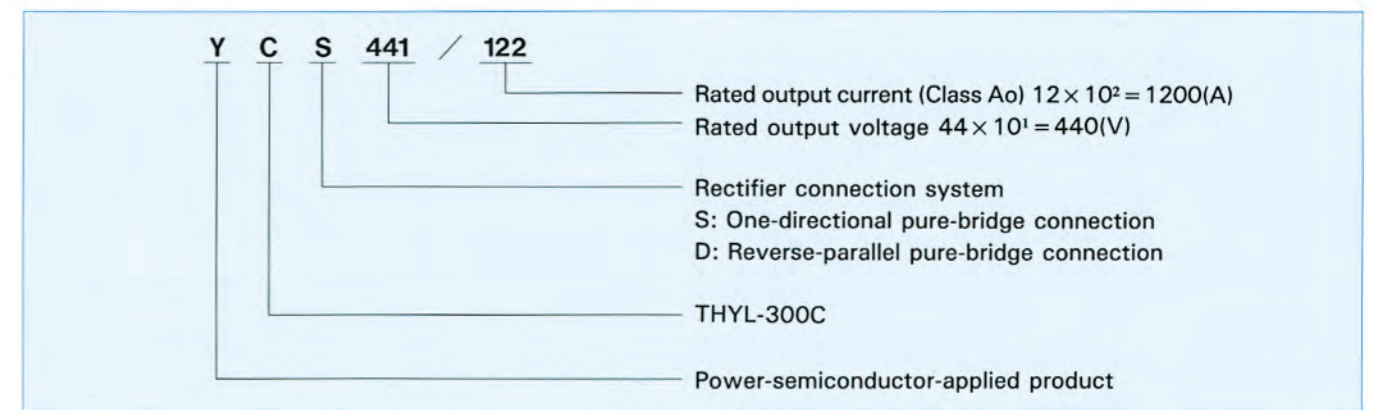 Y C S 441 / 122
Rated output current (Class Ao) 12 × 10² = 1200(A)
Rated output voltage 44 × 10¹ = 440(V)
Rectifier connection system
S: One-directional pure-bridge connection
D: Reverse-parallel pure-bridge connection
THYL-300C
Power-semiconductor-applied product